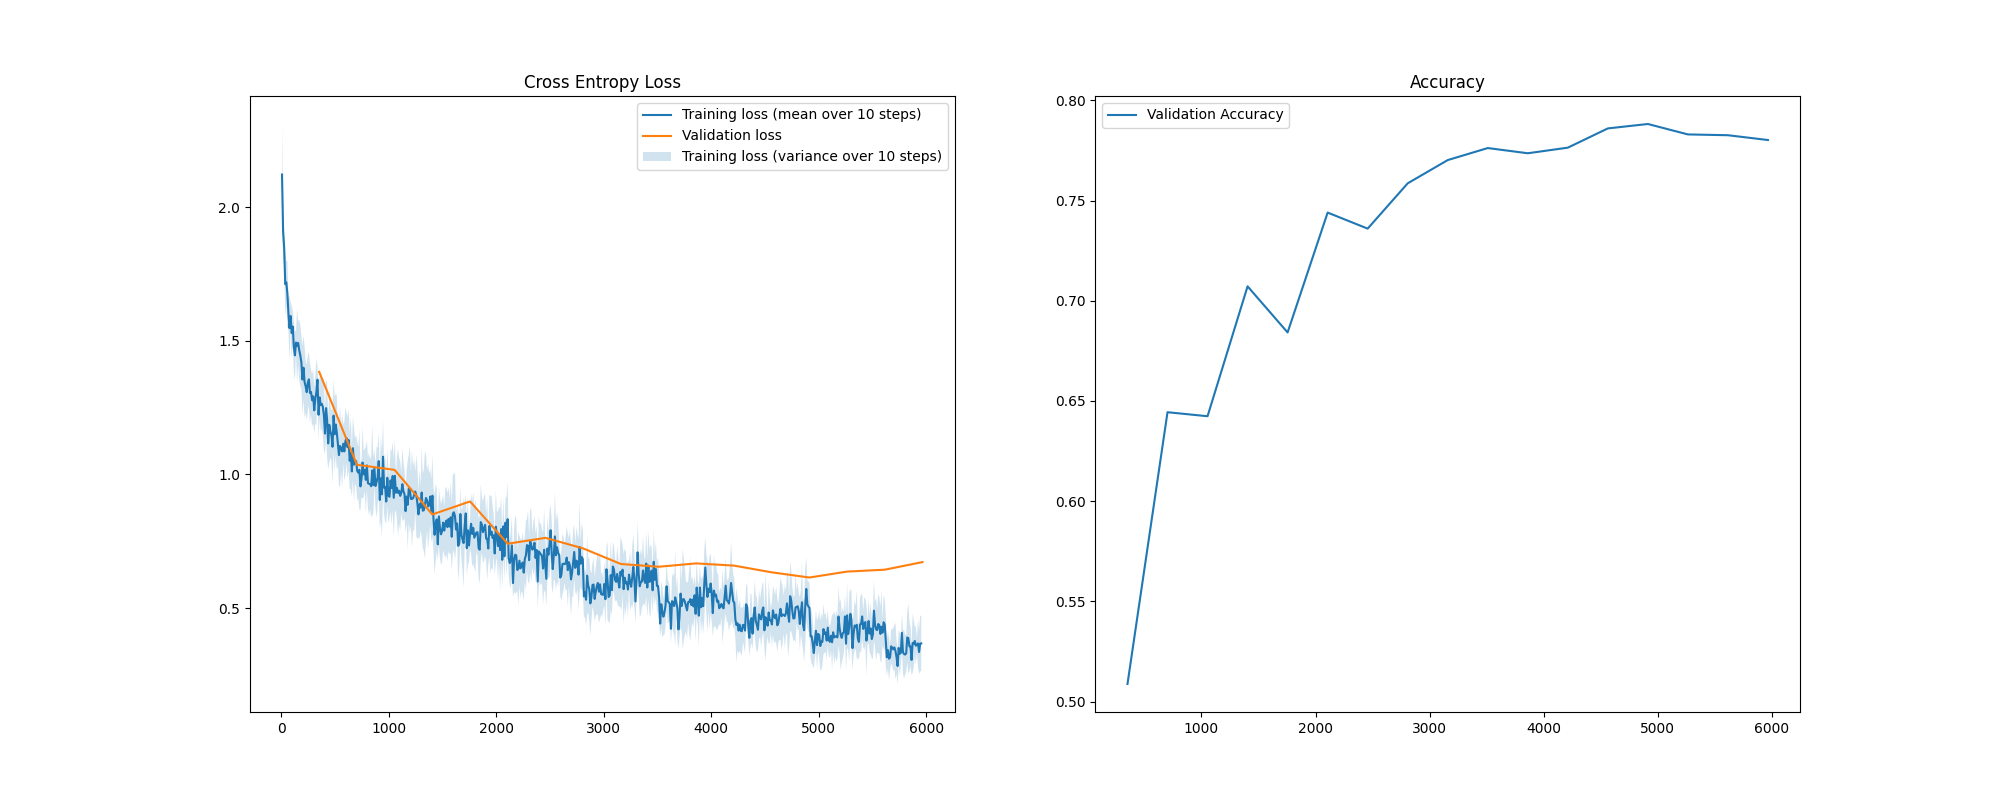 Cross Entropy Loss
Training loss (mean over 10 steps)
Validation loss
Training loss (variance over 10 steps)
2.0
1.5
1.0
0.5
0 1000 2000 3000 4000 5000 6000
Accuracy
Validation Accuracy
0.80
0.75
0.70
0.65
0.60
0.55
0.50
1000 2000 3000 4000 5000 6000